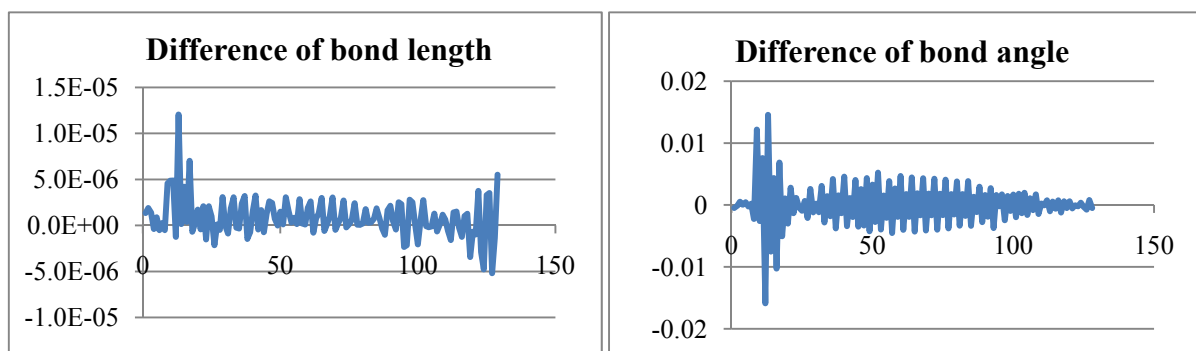 Difference of bond length
1.5E-05
1.0E-05
5.0E-06
0.0E+00
-5.0E-06
-1.0E-05
0
50
100
150
Difference of bond angle
0.02
0.01
0
-0.01
-0.02
0
50
100
150